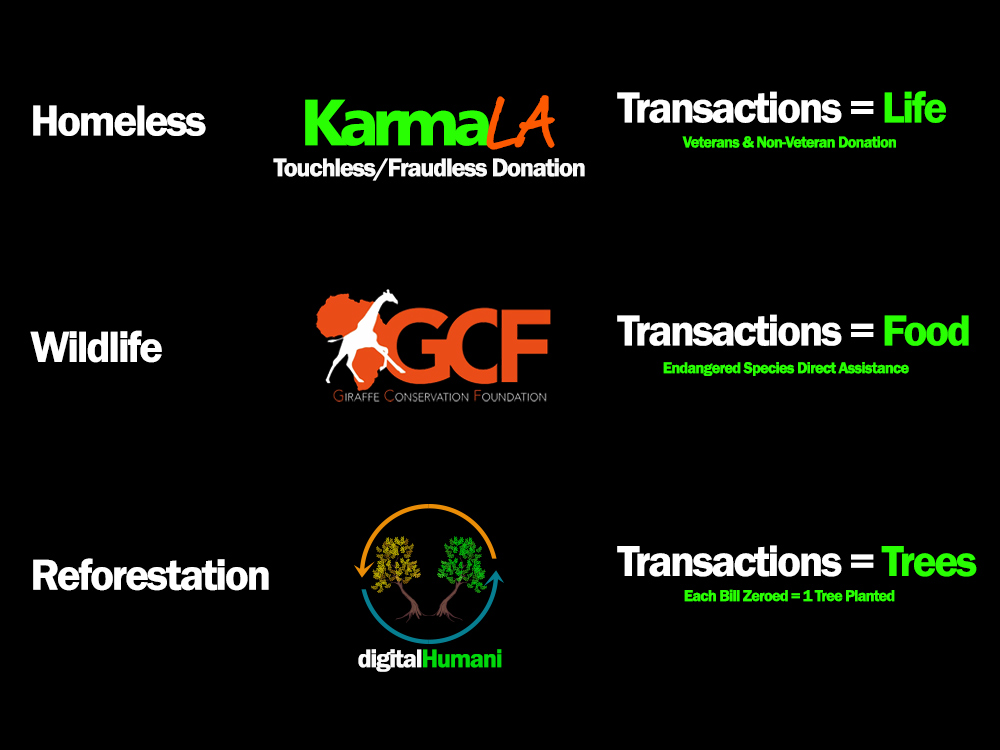 Homeless
KarmaLA
Touchless/Fraudless Donation
Transactions = Life
Veterans & Non-Veteran Donation
Wildlife
GCF
GIRAFFE CONSERVATION FOUNDATION
Transactions = Food
Endangered Species Direct Assistance
Reforestation
digitalHumani
Transactions = Trees
Each Bill Zeroed = 1 Tree Planted